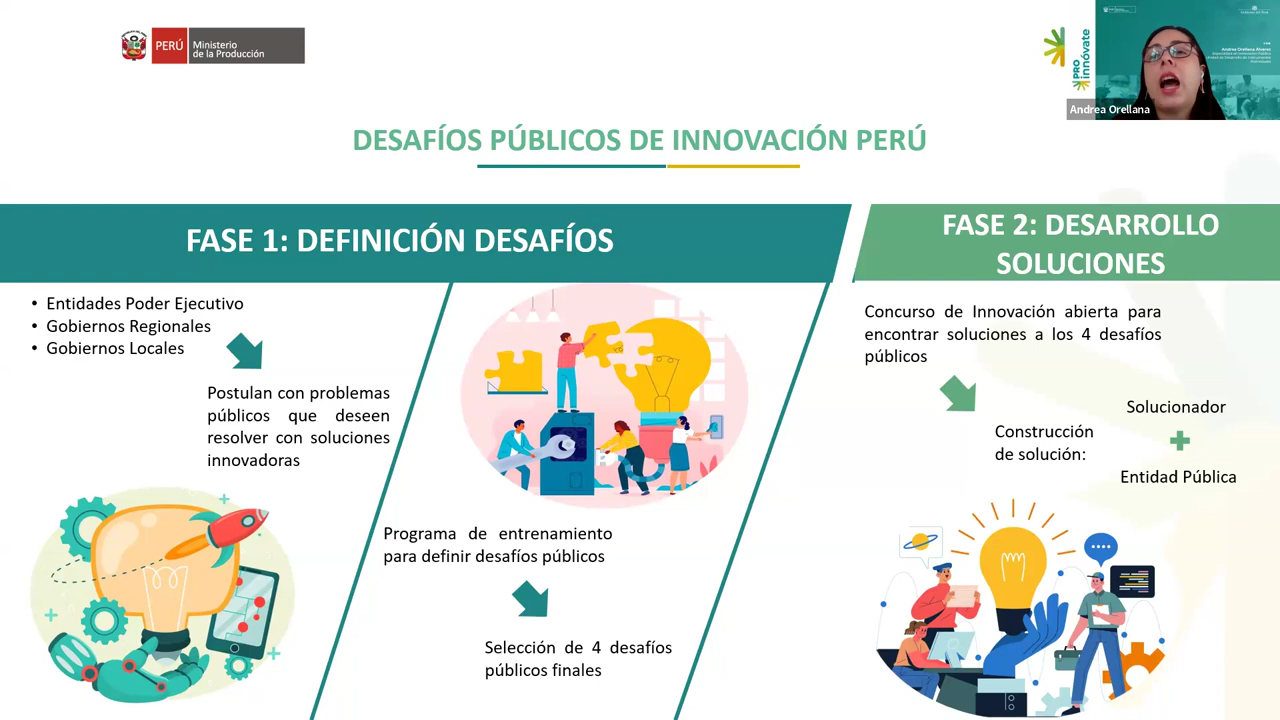 PERÚ
Ministerio
de la Producción
PRO
innóvate
Andrea Orellana Alvarez
Andrea Orellana
DESAFÍOS PÚBLICOS DE INNOVACIÓN PERÚ
FASE 1: DEFINICIÓN DESAFÍOS
• Entidades Poder Ejecutivo
• Gobiernos Regionales
• Gobiernos Locales
Postulan con problemas
públicos que deseen
resolver con soluciones
innovadoras
Programa de entrenamiento
para definir desafíos públicos
Selección de 4 desafíos
públicos finales
FASE 2: DESARROLLO
SOLUCIONES
Concurso de Innovación abierta para
encontrar soluciones a los 4 desafíos
públicos
Construcción
de solución:
Solucionador
Entidad Pública